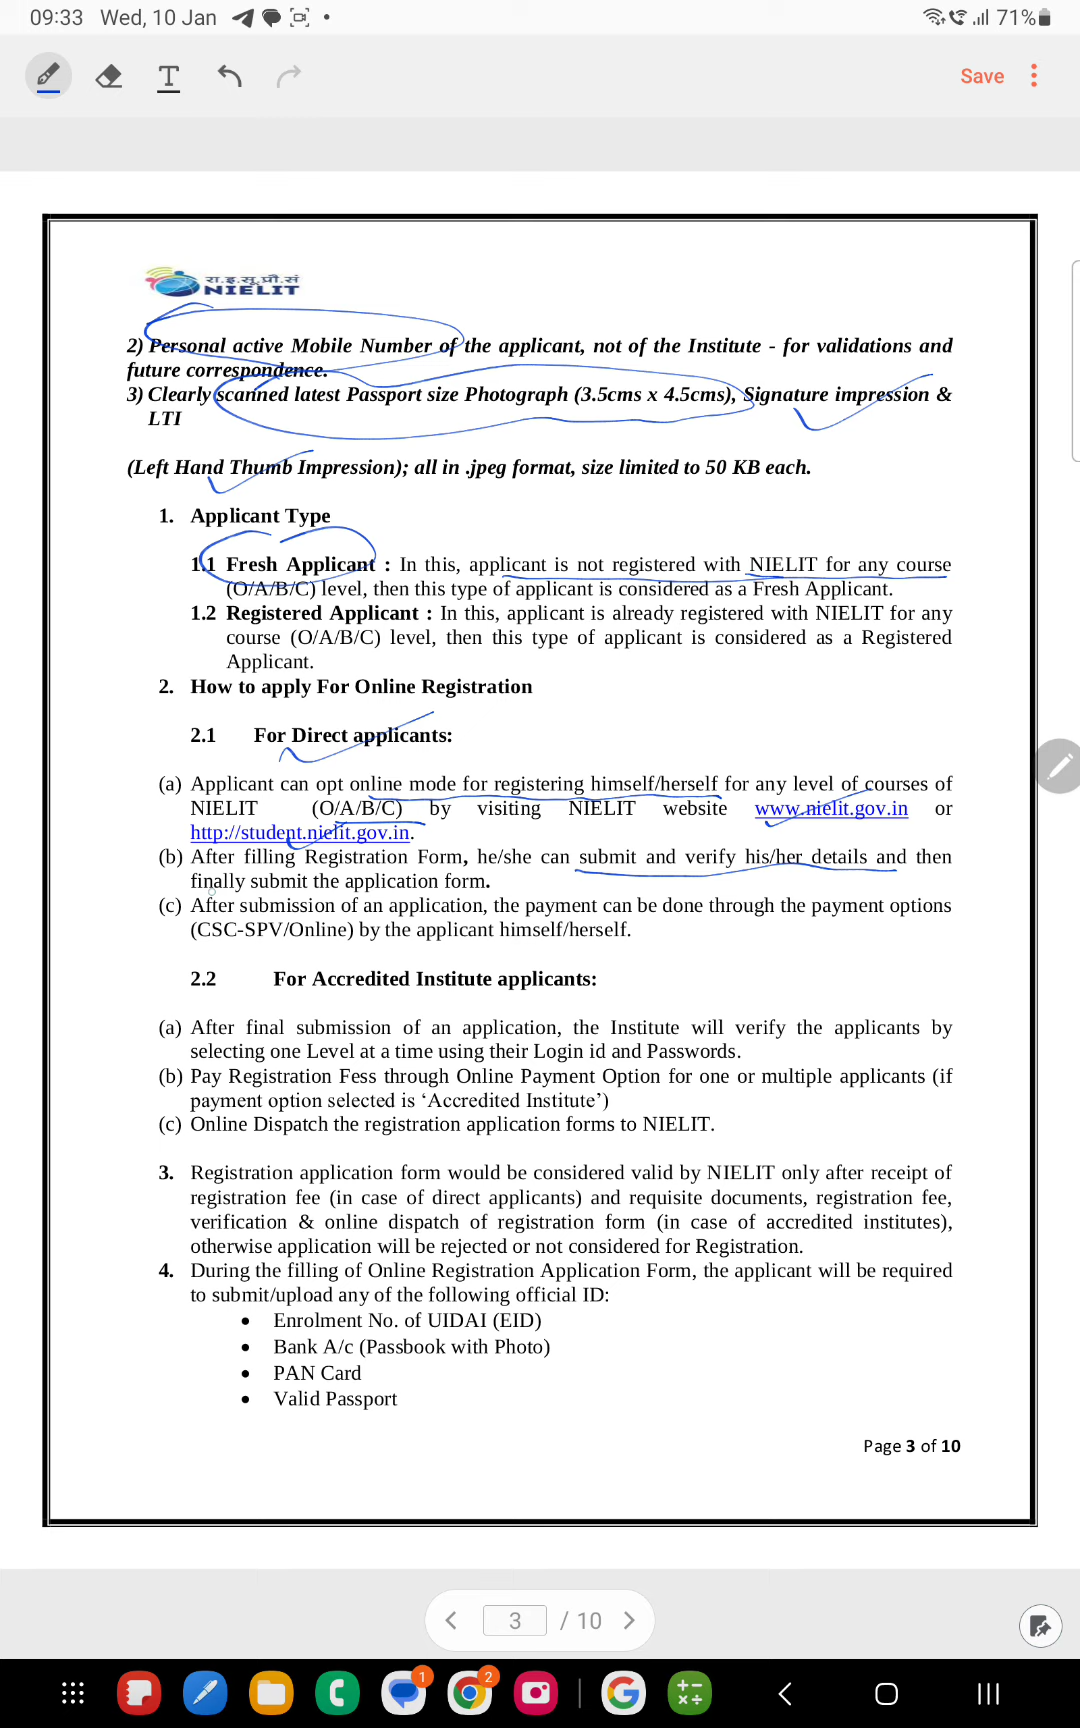 09:33 Wed, 10 Jan
71%
T
Save
रा.इ.सू.प्रौ.सं
NIELIT
2) Personal active Mobile Number of the applicant, not of the Institute - for validations and
future correspondence.
3) Clearly scanned latest Passport size Photograph (3.5cms x 4.5cms), Signature impression &
LTI
(Left Hand Thumb Impression); all in .jpeg format, size limited to 50 KB each.
1. Applicant Type
1.1 Fresh Applicant : In this, applicant is not registered with NIELIT for any course
(O/A/B/C) level, then this type of applicant is considered as a Fresh Applicant.
1.2 Registered Applicant : In this, applicant is already registered with NIELIT for any
course (O/A/B/C) level, then this type of applicant is considered as a Registered
Applicant.
2. How to apply For Online Registration
2.1 For Direct applicants:
(a) Applicant can opt online mode for registering himself/herself for any level of courses of
NIELIT (O/A/B/C) by visiting NIELIT website www.nielit.gov.in or
http://student.nielit.gov.in.
(b) After filling Registration Form, he/she can submit and verify his/her details and then
finally submit the application form.
(c) After submission of an application, the payment can be done through the payment options
(CSC-SPV/Online) by the applicant himself/herself.
2.2 For Accredited Institute applicants:
(a) After final submission of an application, the Institute will verify the applicants by
selecting one Level at a time using their Login id and Passwords.
(b) Pay Registration Fess through Online Payment Option for one or multiple applicants (if
payment option selected is ‘Accredited Institute’)
(c) Online Dispatch the registration application forms to NIELIT.
3. Registration application form would be considered valid by NIELIT only after receipt of
registration fee (in case of direct applicants) and requisite documents, registration fee,
verification & online dispatch of registration form (in case of accredited institutes),
otherwise application will be rejected or not considered for Registration.
4. During the filling of Online Registration Application Form, the applicant will be required
to submit/upload any of the following official ID:
• Enrolment No. of UIDAI (EID)
• Bank A/c (Passbook with Photo)
• PAN Card
• Valid Passport
Page 3 of 10
3 / 10
1
2